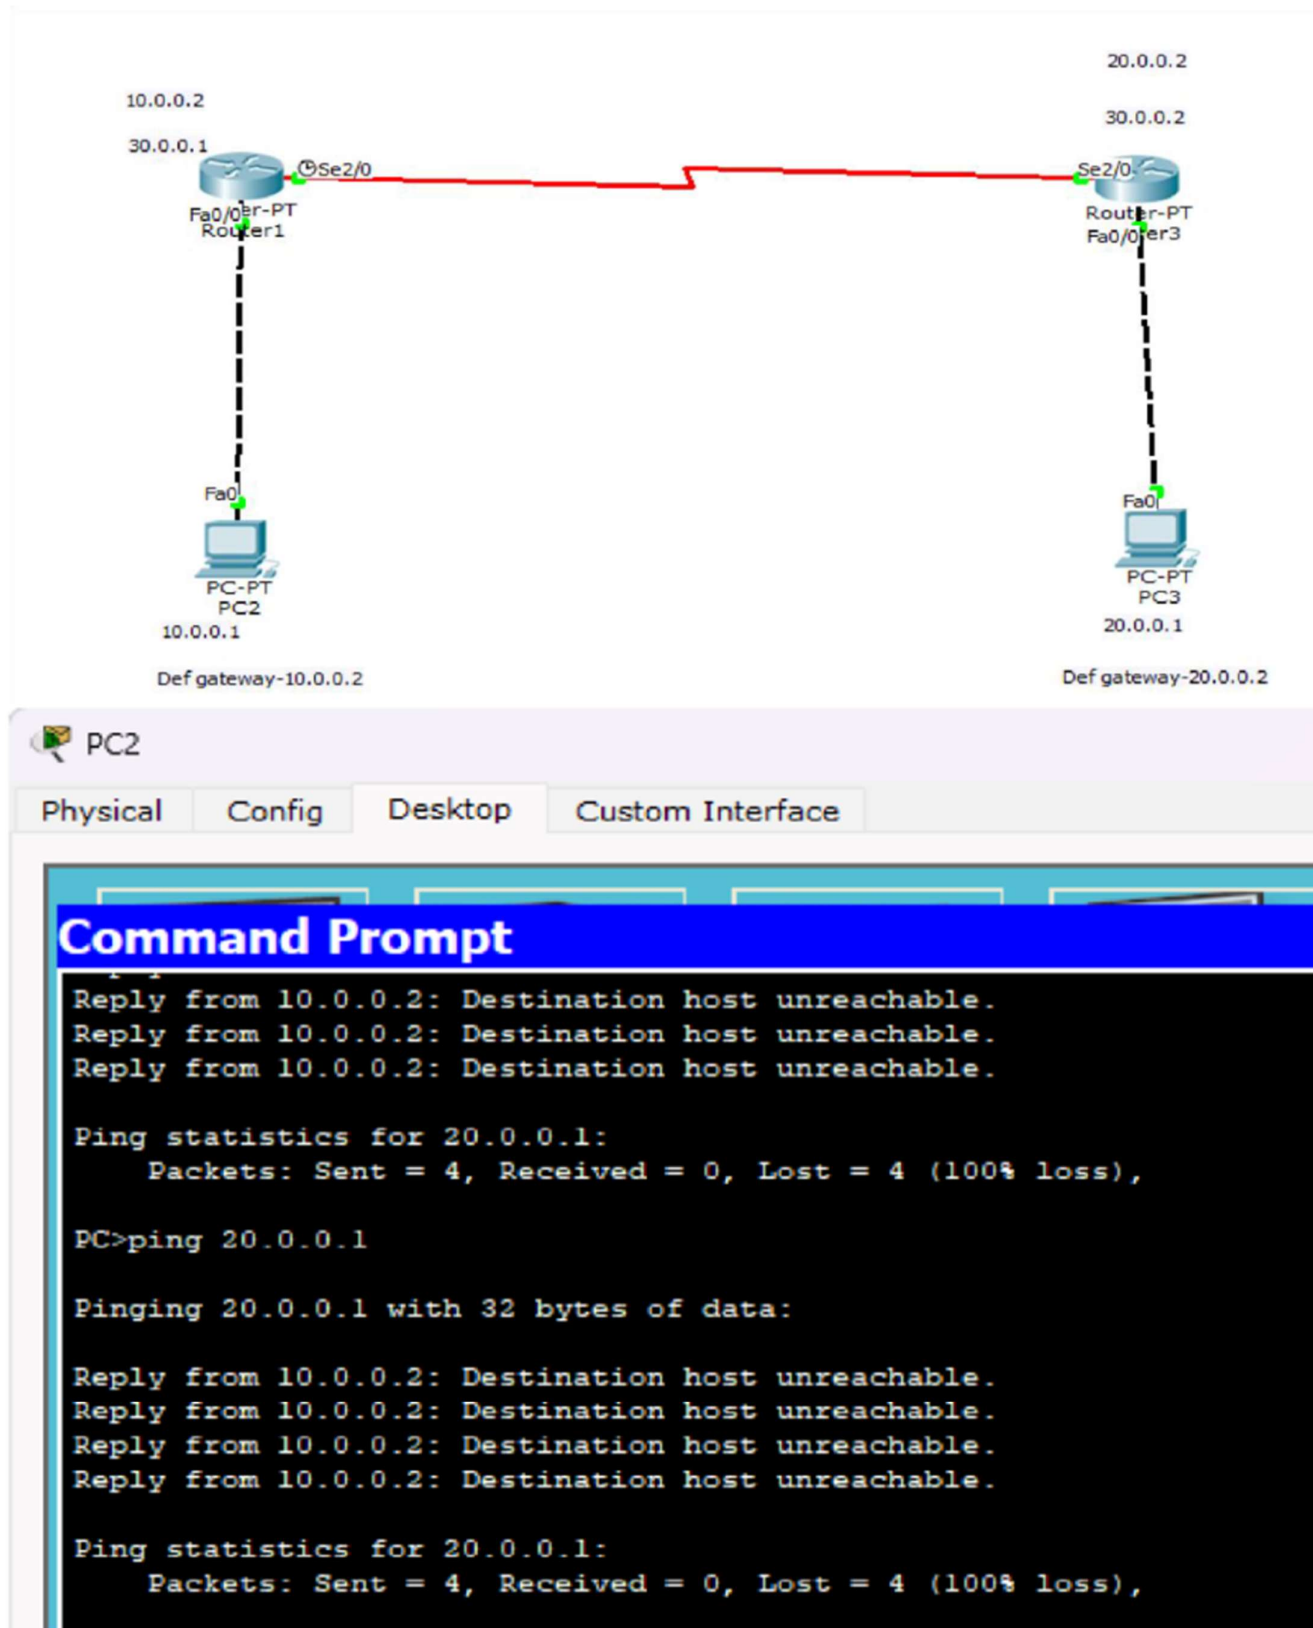 20.0.0.2
10.0.0.2
30.0.0.2
30.0.0.1
Se2/0
Se2/0
Fa0/0 er-PT
Router1
Router-PT
Fa0/0 er3
Fa0
Fa0
PC-PT
PC2
PC-PT
PC3
10.0.0.1
20.0.0.1
Def gateway-10.0.0.2
Def gateway-20.0.0.2
PC2
Physical Config Desktop Custom Interface
Command Prompt
Reply from 10.0.0.2: Destination host unreachable.
Reply from 10.0.0.2: Destination host unreachable.
Reply from 10.0.0.2: Destination host unreachable.
Ping statistics for 20.0.0.1:
Packets: Sent = 4, Received = 0, Lost = 4 (100% loss),
PC>ping 20.0.0.1
Pinging 20.0.0.1 with 32 bytes of data:
Reply from 10.0.0.2: Destination host unreachable.
Reply from 10.0.0.2: Destination host unreachable.
Reply from 10.0.0.2: Destination host unreachable.
Reply from 10.0.0.2: Destination host unreachable.
Ping statistics for 20.0.0.1:
Packets: Sent = 4, Received = 0, Lost = 4 (100% loss),